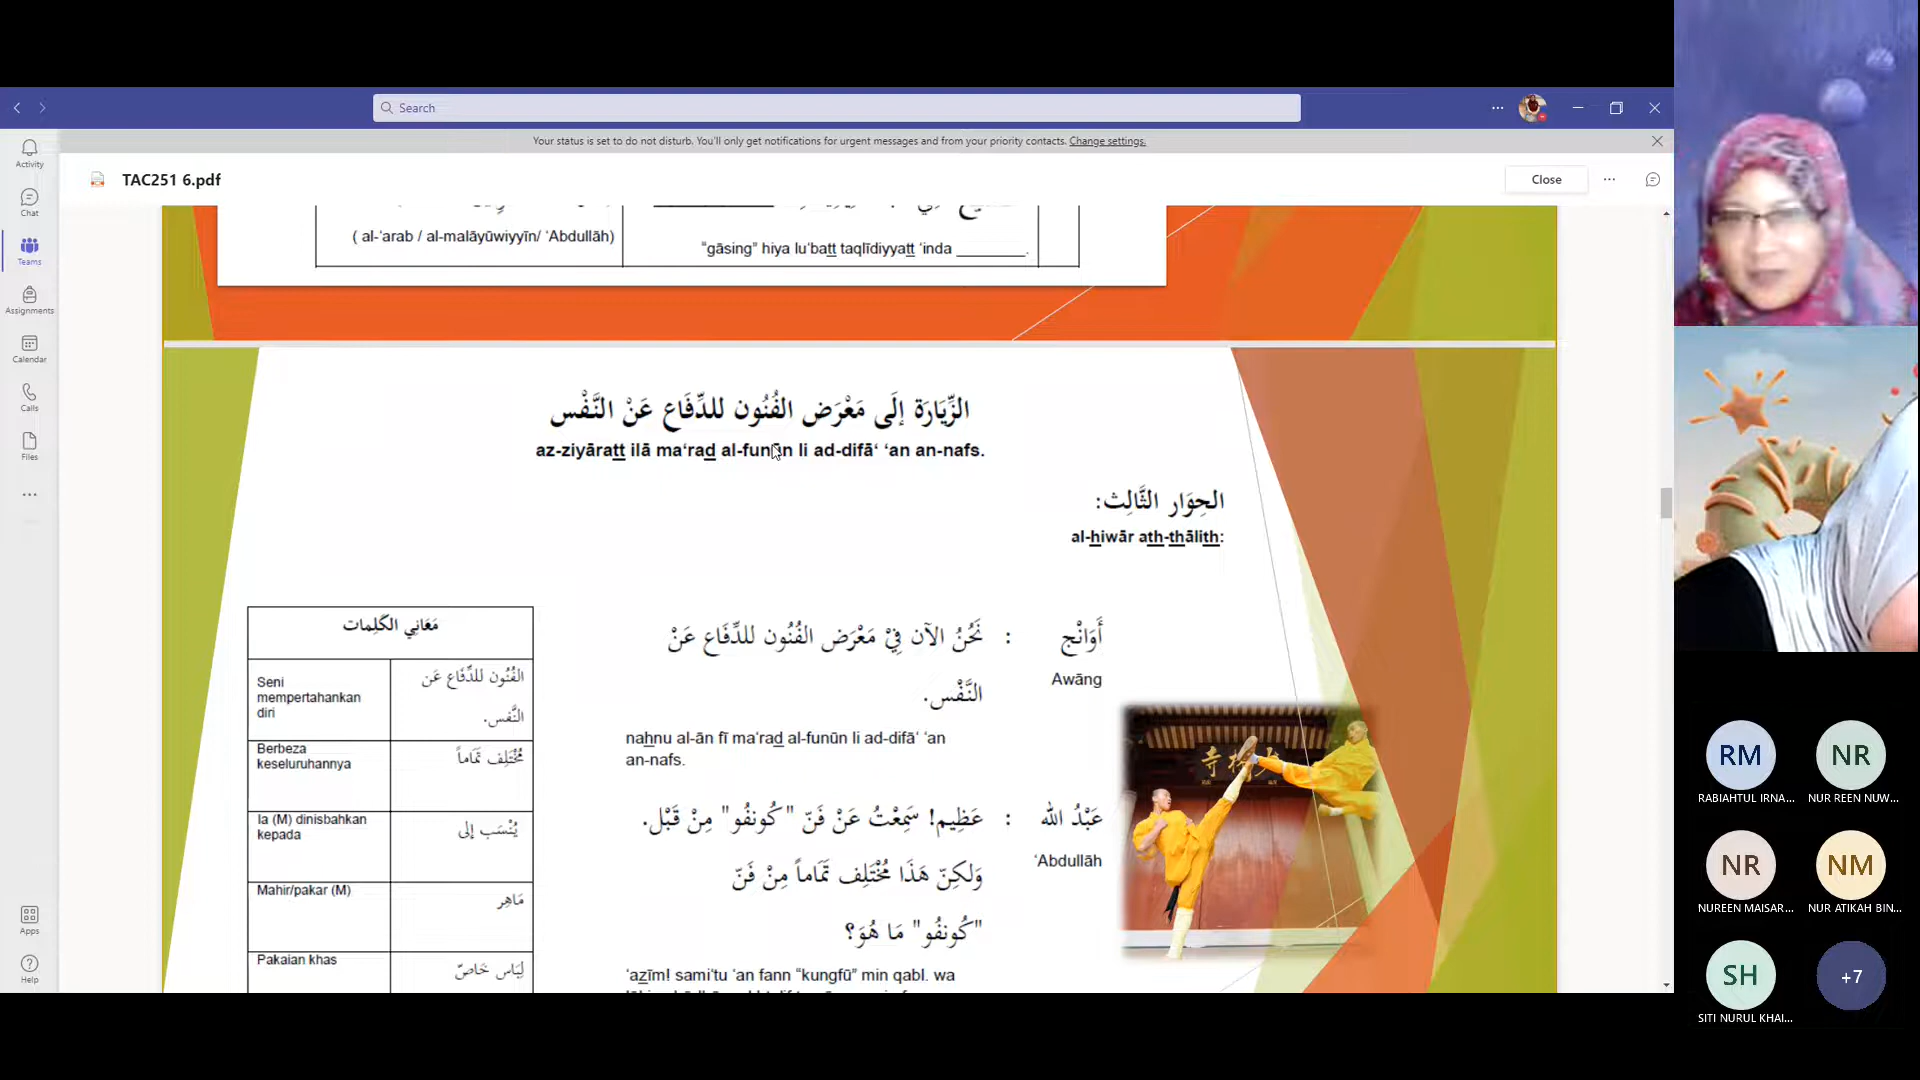 Search
Your status is set to do not disturb. You'll only get notifications for urgent messages and from your priority contacts. Change settings.
Activity
Chat
Teams
Assignments
Calendar
Calls
Files
Apps
Help
TAC251 6.pdf
Close
( al-‘arab / al-malāyūwiyyīn/ ‘Abdullāh)
“gāsing” hiya lu‘batt taqlīdiyyatt ‘inda ________.
الزِّيَارَة إلَى مَعْرَض الفُنُون للدِّفَاع عَنْ النَّفْس
az-ziyāratt ilā ma‘rad al-funūn li ad-difā‘ ‘an an-nafs.
الحِوَار الثَّالِث:
al-hiwār ath-thālith:
أَوَانْج : نَحْنُ الآن فِيْ مَعْرَض الفُنُون للدِّفَاع عَنْ
Awāng
النَّفْس.
nahnu al-ān fī ma‘rad al-funūn li ad-difā‘ ‘an
an-nafs.
عَبْدُ الله : عَظِيم! سَمِعْتُ عَنْ فَنّ "كُونفُو" مِنْ قَبْل.
‘Abdullāh
وَلكِنّ هَذَا مُخْتَلِف تَمَاماً مِنْ فَنّ
"كُونفُو" مَا هُوَ؟
‘azīm! sami‘tu ‘an fann “kungfū” min qabl. wa
مَعَانِي الكَلِمات
Seni
mempertahankan
diri
الفُنُون للدِّفَاع عَن
النَّفس.
Berbeza
keseluruhannya
مُخْتَلِف تَمَاماً
Ia (M) dinisbahkan
kepada
يُنْسَب إلى
Mahir/pakar (M)
مَاهِر
Pakaian khas
لِبَاس خَاصّ
RM
RABIAHTUL IRNA...
NR
NUR REEN NUW...
NR
NUREEN MAISAR...
NM
NUR ATIKAH BIN...
SH
SITI NURUL KHAI...
+7